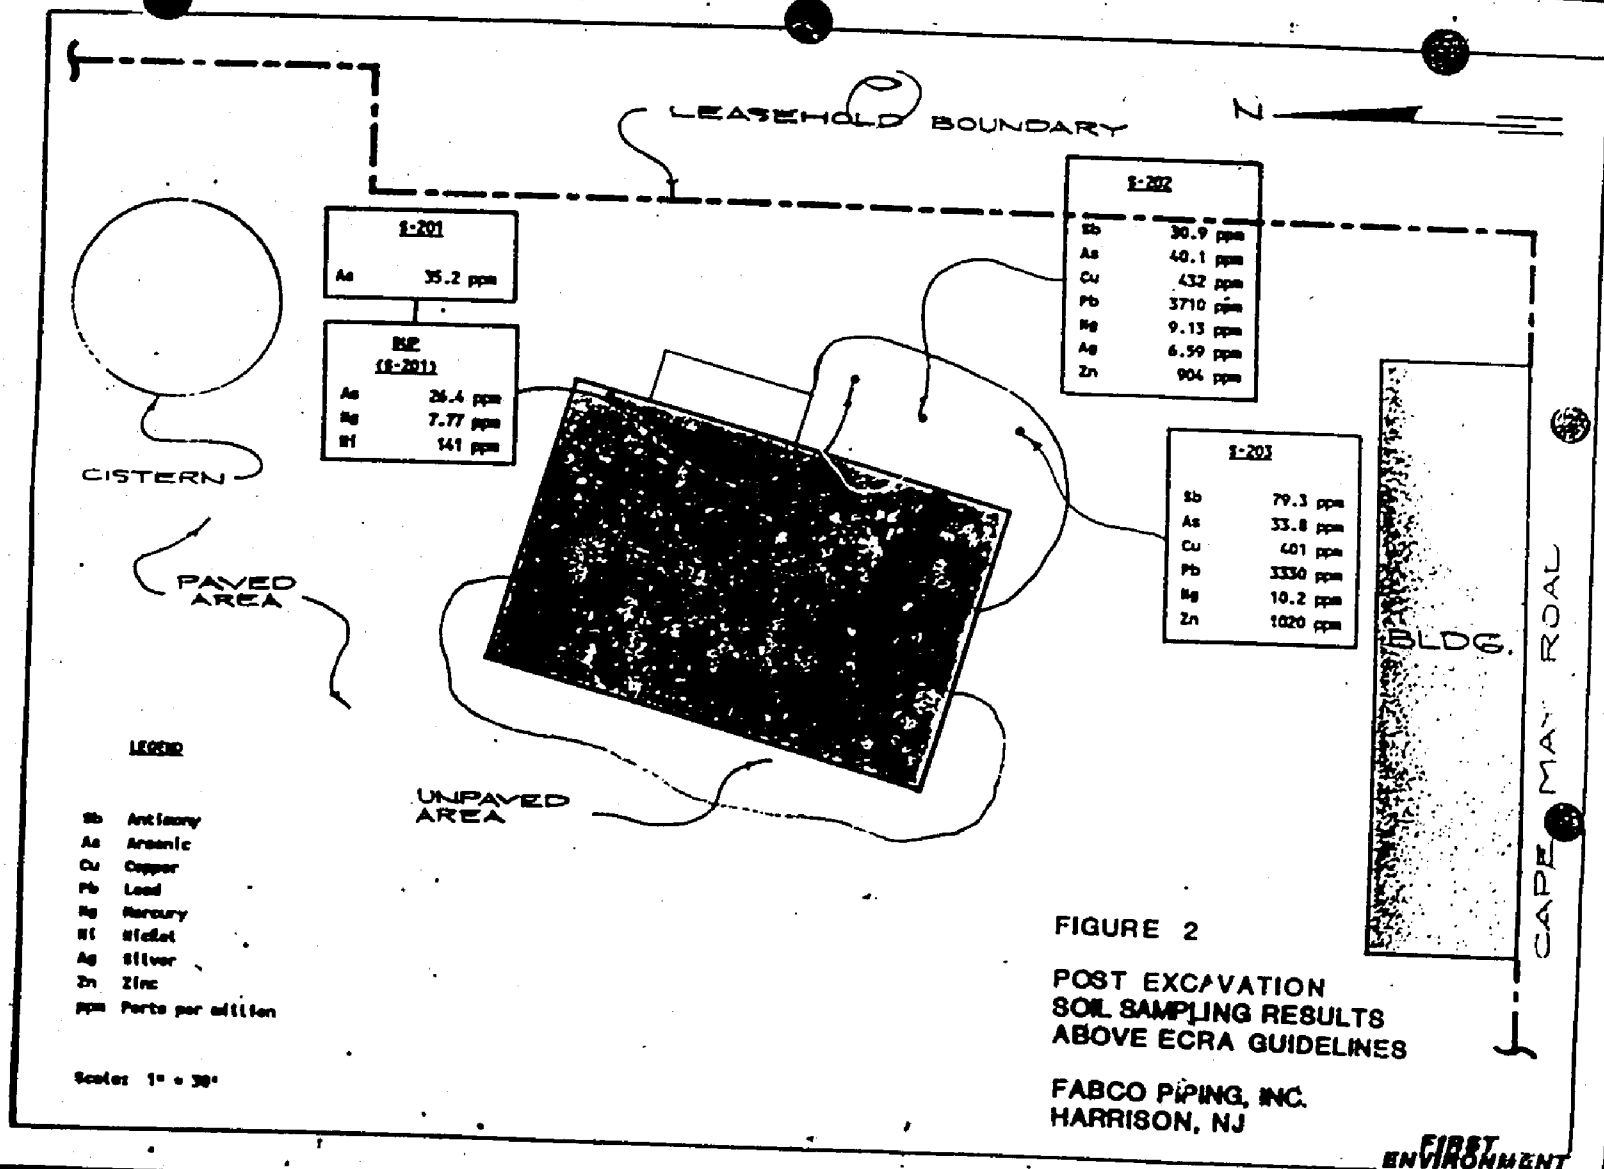 LEASEHOLD BOUNDARY
N
S-201
As 35.2 ppm
DUP
(S-201)
As 26.4 ppm
Hg 7.77 ppm
Ni 141 ppm
S-202
Sb 30.9 ppm
As 40.1 ppm
Cu 432 ppm
Pb 3710 ppm
Hg 9.13 ppm
Ag 6.59 ppm
Zn 904 ppm
S-203
Sb 79.3 ppm
As 33.8 ppm
Cu 401 ppm
Pb 3330 ppm
Hg 10.2 ppm
Zn 1020 ppm
CISTERN
PAVED
AREA
UNPAVED
AREA
BLDG.
CAPE MAY ROAD
LEGEND
Sb Antimony
As Arsenic
Cu Copper
Pb Lead
Hg Mercury
Ni Nickel
Ag Silver
Zn Zinc
ppm Parts per million
Scale: 1" = 30'
FIGURE 2
POST EXCAVATION
SOIL SAMPLING RESULTS
ABOVE ECRA GUIDELINES
FABCO PIPING, INC.
HARRISON, NJ
FIRST
ENVIRONMENT